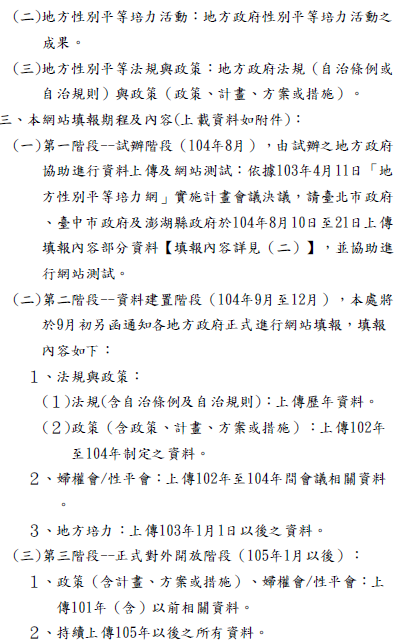 (二)地方性別平等培力活動：地方政府性別平等培力活動之
成果。
(三)地方性別平等法規與政策：地方政府法規（自治條例或
自治規則）與政策（政策、計畫、方案或措施）。
三、本網站填報期程及內容(上載資料如附件)：
(一)第一階段--試辦階段（104年8月），由試辦之地方政府
協助進行資料上傳及網站測試：依據103年4月11日「地
方性別平等培力網」實施計畫會議決議，請臺北市政府
、臺中市政府及澎湖縣政府於104年8月10日至21日上傳
填報內容部分資料【填報內容詳見（二）】，並協助進
行網站測試。
(二)第二階段--資料建置階段（104年9月至12月），本處將
於9月初另函通知各地方政府正式進行網站填報，填報
內容如下：
１、法規與政策：
(１)法規(含自治條例及自治規則)：上傳歷年資料。
(２)政策（含政策、計畫、方案或措施）：上傳102年
至104年制定之資料。
２、婦權會/性平會：上傳102年至104年間會議相關資料
。
３、地方培力：上傳103年1月1日以後之資料。
(三)第三階段--正式對外開放階段（105年1月以後）：
１、政策（含計畫、方案或措施）、婦權會/性平會：上
傳101年（含）以前相關資料。
２、持續上傳105年以後之所有資料。